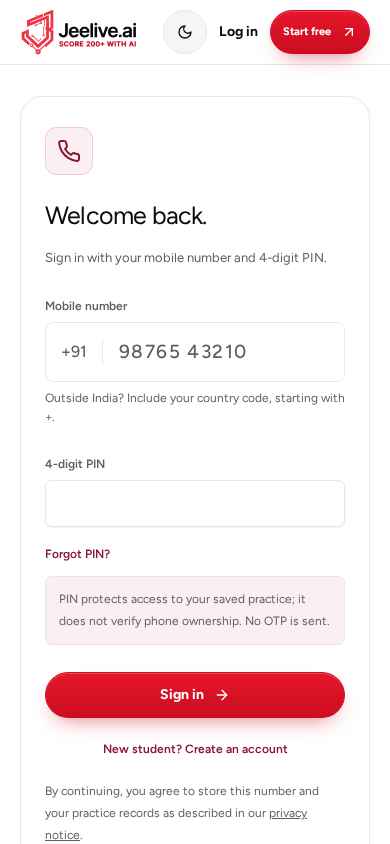 Jeelive.ai
SCORE 200+ WITH AI
Log in
Start free
Welcome back.
Sign in with your mobile number and 4-digit PIN.
Mobile number
+91 98765 43210
Outside India? Include your country code, starting with
+.
4-digit PIN
Forgot PIN?
PIN protects access to your saved practice; it
does not verify phone ownership. No OTP is sent.
Sign in
New student? Create an account
By continuing, you agree to store this number and
your practice records as described in our privacy
notice.